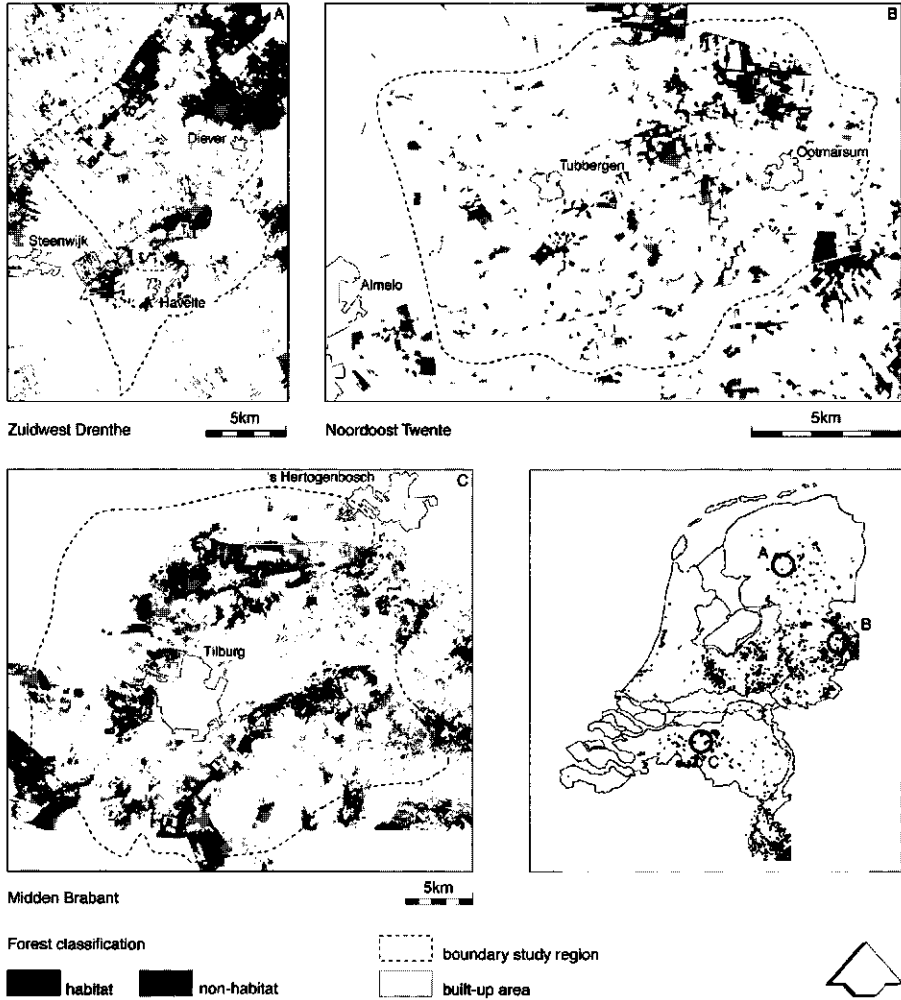 A
Diever
Steenwijk
Havelte
Zuidwest Drenthe
5km
B
Tubbergen
Ootmarsum
Almelo
Noordoost Twente
5km
C
's Hertogenbosch
Tilburg
Midden Brabant
5km
A
B
C
Forest classification
habitat
non-habitat
boundary study region
built-up area